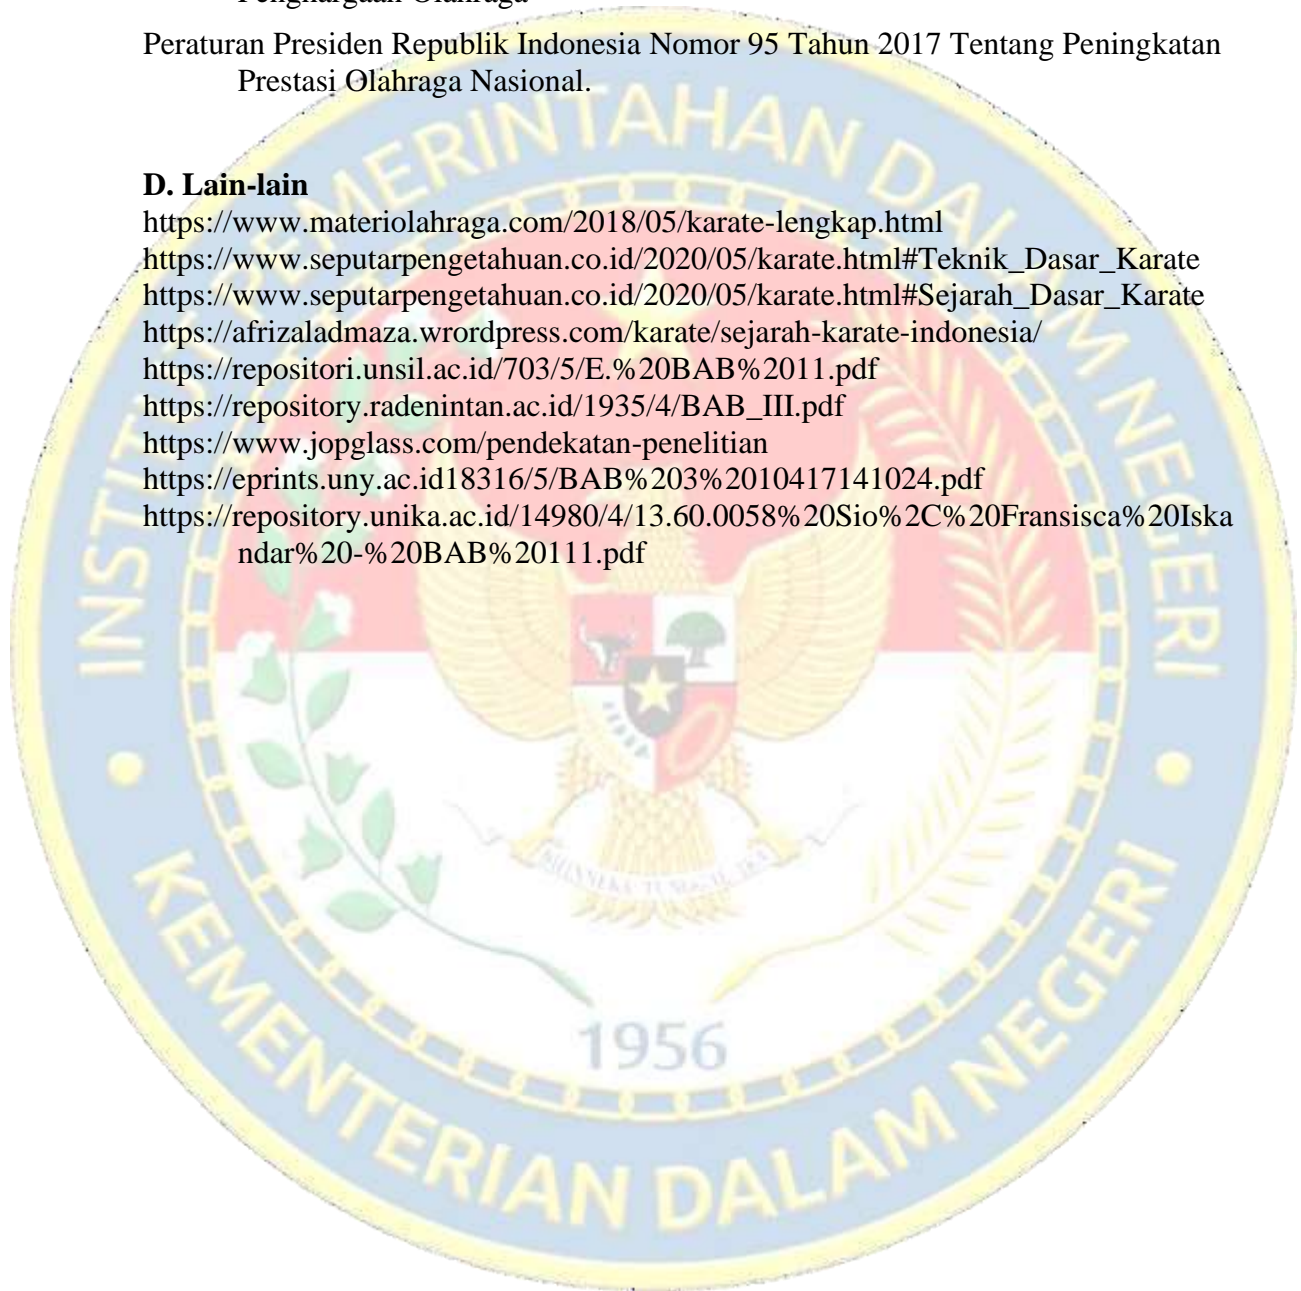 Penghargaan Olahraga
Peraturan Presiden Republik Indonesia Nomor 95 Tahun 2017 Tentang Peningkatan
Prestasi Olahraga Nasional.
D. Lain-lain
https://www.materiolahraga.com/2018/05/karate-lengkap.html
https://www.seputarpengetahuan.co.id/2020/05/karate.html#Teknik_Dasar_Karate
https://www.seputarpengetahuan.co.id/2020/05/karate.html#Sejarah_Dasar_Karate
https://afrizaladmaza.wrordpress.com/karate/sejarah-karate-indonesia/
https://repositori.unsil.ac.id/703/5/E.%20BAB%2011.pdf
https://repository.radenintan.ac.id/1935/4/BAB_III.pdf
https://www.jopglass.com/pendekatan-penelitian
https://eprints.uny.ac.id18316/5/BAB%203%2010417141024.pdf
https://repository.unika.ac.id/14980/4/13.60.0058%20Sio%2C%20Fransisca%20Iska
ndar%20-%20BAB%20111.pdf
INSTITUT PEMERINTAHAN DALAM NEGERI
BHINNEKA TUNGGAL IKA
1956
KEMENTERIAN DALAM NEGERI